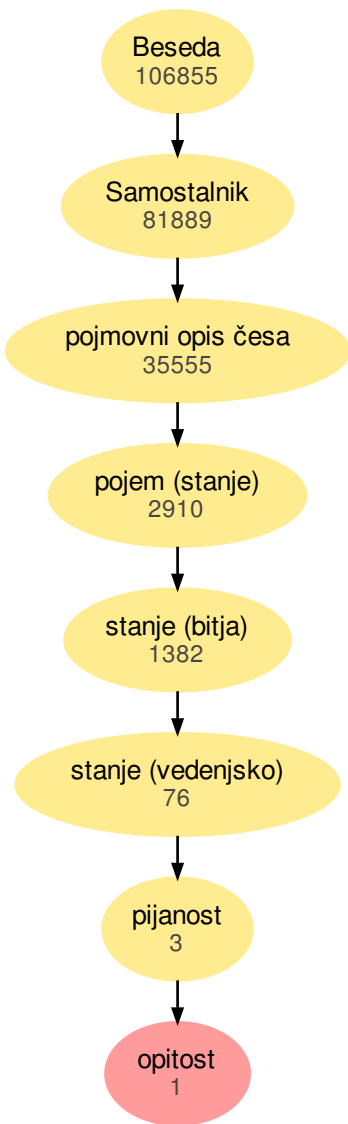 Beseda
106855
Samostalnik
81889
pojmovni opis česa
35555
pojem (stanje)
2910
stanje (bitja)
1382
stanje (vedenjsko)
76
pijanost
3
opitost
1